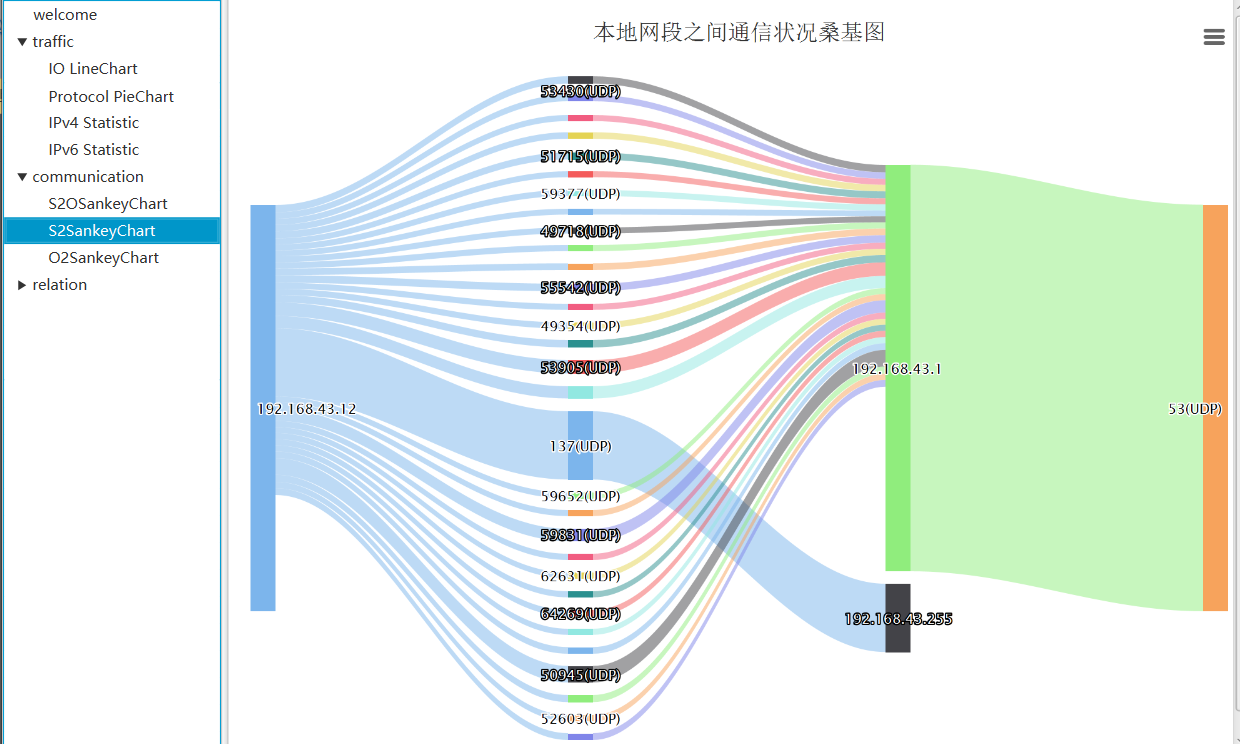 welcome
traffic
IO LineChart
Protocol PieChart
IPv4 Statistic
IPv6 Statistic
communication
S2OSankeyChart
S2SankeyChart
O2SankeyChart
relation
本地网段之间通信状况桑基图
192.168.43.12
53430(UDP)
51715(UDP)
59377(UDP)
49718(UDP)
55542(UDP)
49354(UDP)
53905(UDP)
137(UDP)
59652(UDP)
59831(UDP)
62631(UDP)
64269(UDP)
50945(UDP)
52603(UDP)
192.168.43.1
192.168.43.255
53(UDP)